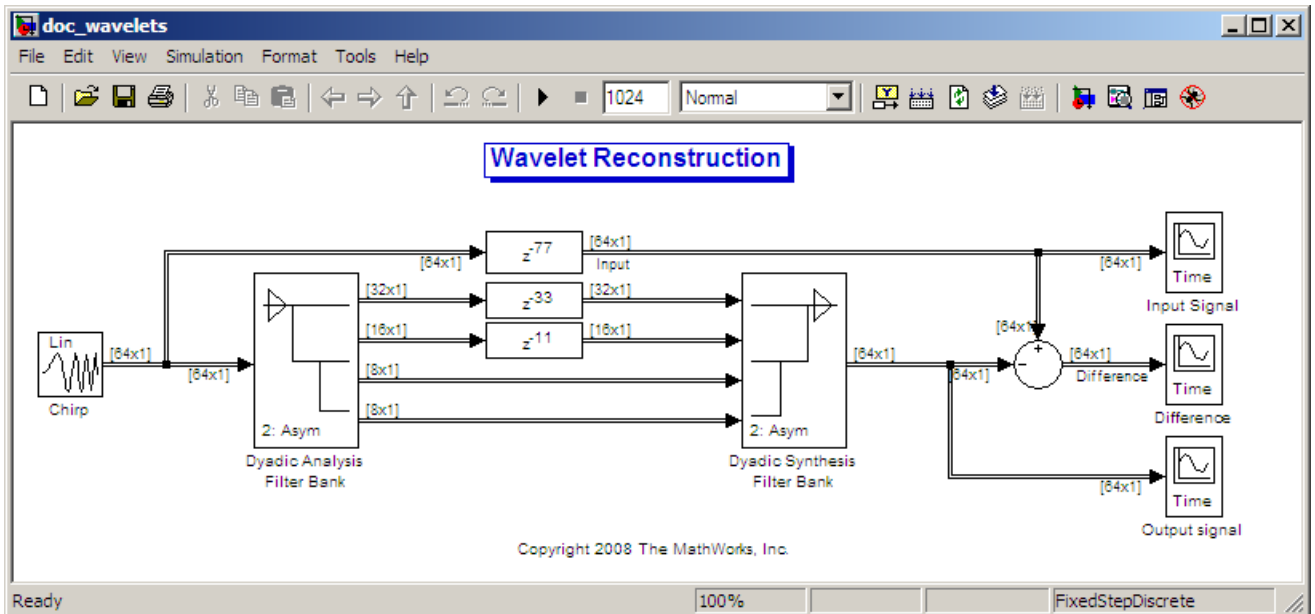 doc_wavelets
File Edit View Simulation Format Tools Help
1024 Normal
Wavelet Reconstruction
z-77
[64x1]
[64x1]
Input
[64x1]
Time
Input Signal
[32x1]
z-33
[32x1]
[16x1]
z-11
[16x1]
[64x1]
+
Lin
[64x1]
[64x1]
Chirp
[8x1]
[8x1]
2: Asym
Dyadic Analysis
Filter Bank
2: Asym
Dyadic Synthesis
Filter Bank
[64x1]
[64x1]
−
[64x1]
Difference
Time
Difference
[64x1]
Time
Output signal
Copyright 2008 The MathWorks, Inc.
Ready 100% FixedStepDiscrete